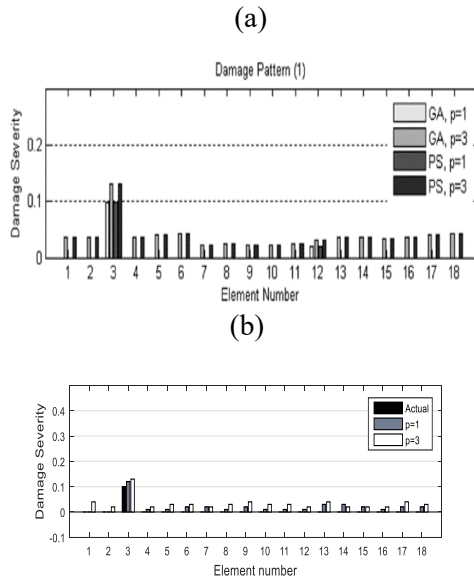 (a)
Damage Pattern (1)
(a)
GA, p=1
GA, p=3
PS, p=1
PS, p=3
Damage Severity
0.2
0.1
0
1 2 3 4 5 6 7 8 9 10 11 12 13 14 15 16 17 18
Element Number
(b)
Actual
p=1
p=3
Damage Severity
0.4
0.3
0.2
0.1
0
-0.1
1 2 3 4 5 6 7 8 9 10 11 12 13 14 15 16 17 18
Element number